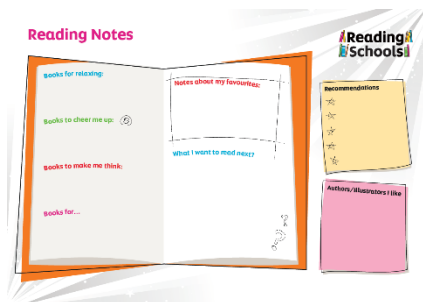 Reading Notes
Reading
Schools
Books for relaxing:
Books to cheer me up:
Books to make me think:
Books for...
Notes about my favourites:
What I want to read next?
Recommendations
Authors/Illustrators I like